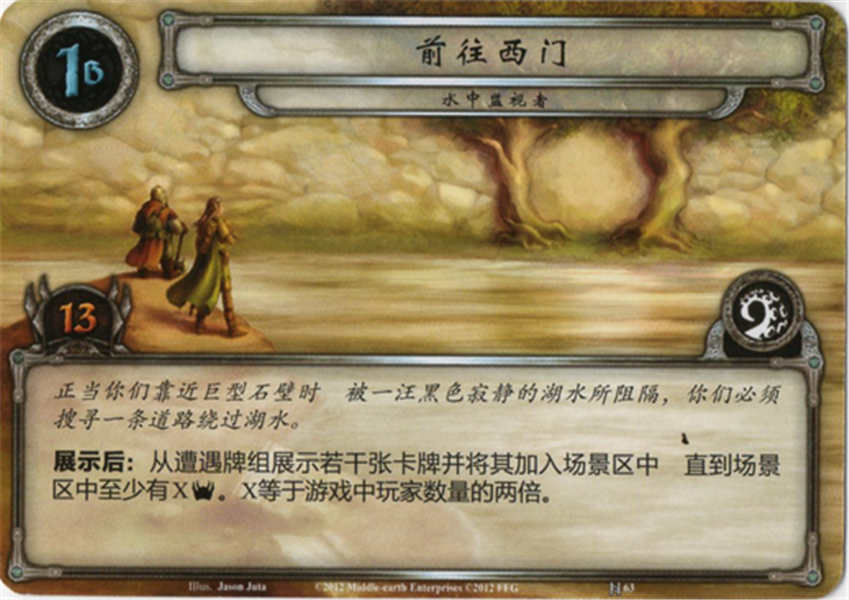 1B
前往西门
水中监视者
13
正当你们靠近巨型石壁时 被一汪黑色寂静的湖水所阻隔，你们必须
搜寻一条道路绕过湖水。
展示后：从遭遇牌组展示若干张卡牌并将其加入场景区中 直到场景
区中至少有X。X等于游戏中玩家数量的两倍。
Illus. Jason Juta ©2012 Middle-earth Enterprises ©2012 FFG 63